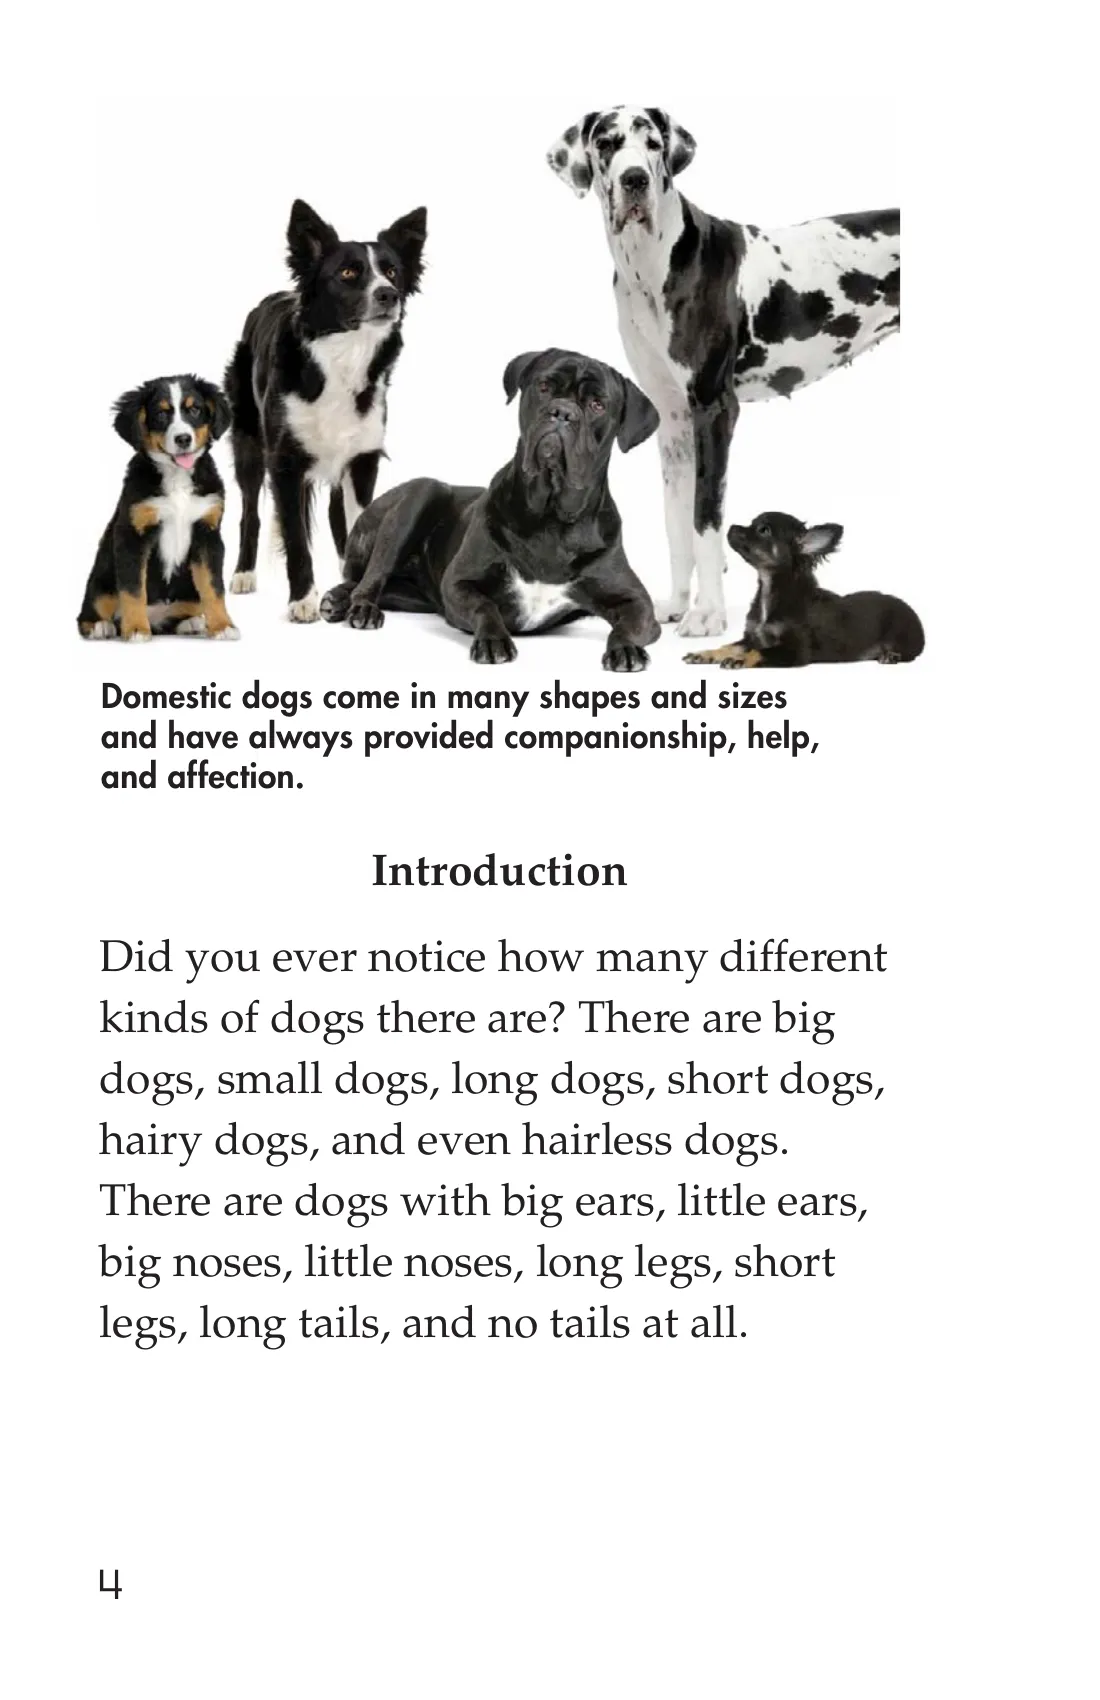 Domestic dogs come in many shapes and sizes
and have always provided companionship, help,
and affection.
Introduction
Did you ever notice how many different
kinds of dogs there are? There are big
dogs, small dogs, long dogs, short dogs,
hairy dogs, and even hairless dogs.
There are dogs with big ears, little ears,
big noses, little noses, long legs, short
legs, long tails, and no tails at all.
4